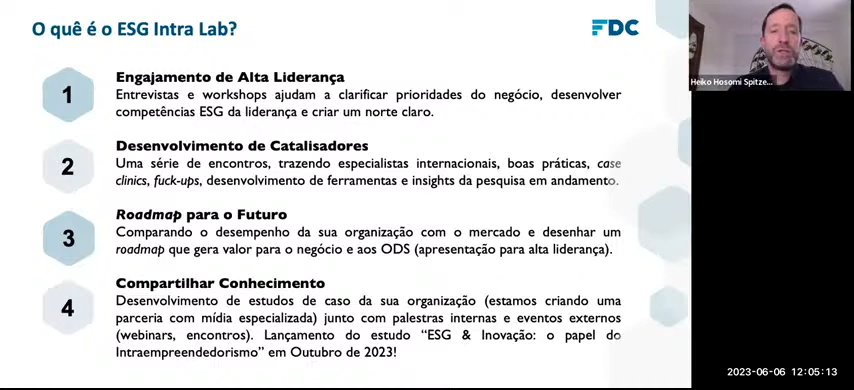 O quê é o ESG Intra Lab?
FDC
1
Engajamento de Alta Liderança
Entrevistas e workshops ajudam a clarificar prioridades do negócio, desenvolver
competências ESG da liderança e criar um norte claro.
2
Desenvolvimento de Catalisadores
Uma série de encontros, trazendo especialistas internacionais, boas práticas, case
clinics, fuck-ups, desenvolvimento de ferramentas e insights da pesquisa em andamento.
3
Roadmap para o Futuro
Comparando o desempenho da sua organização com o mercado e desenhar um
roadmap que gera valor para o negócio e aos ODS (apresentação para alta liderança).
4
Compartilhar Conhecimento
Desenvolvimento de estudos de caso da sua organização (estamos criando uma
parceria com mídia especializada) junto com palestras internas e eventos externos
(webinars, encontros). Lançamento do estudo “ESG & Inovação: o papel do
Intraempreendedorismo” em Outubro de 2023!
Heiko Hosomi Spitze...
2023-06-06 12:05:13